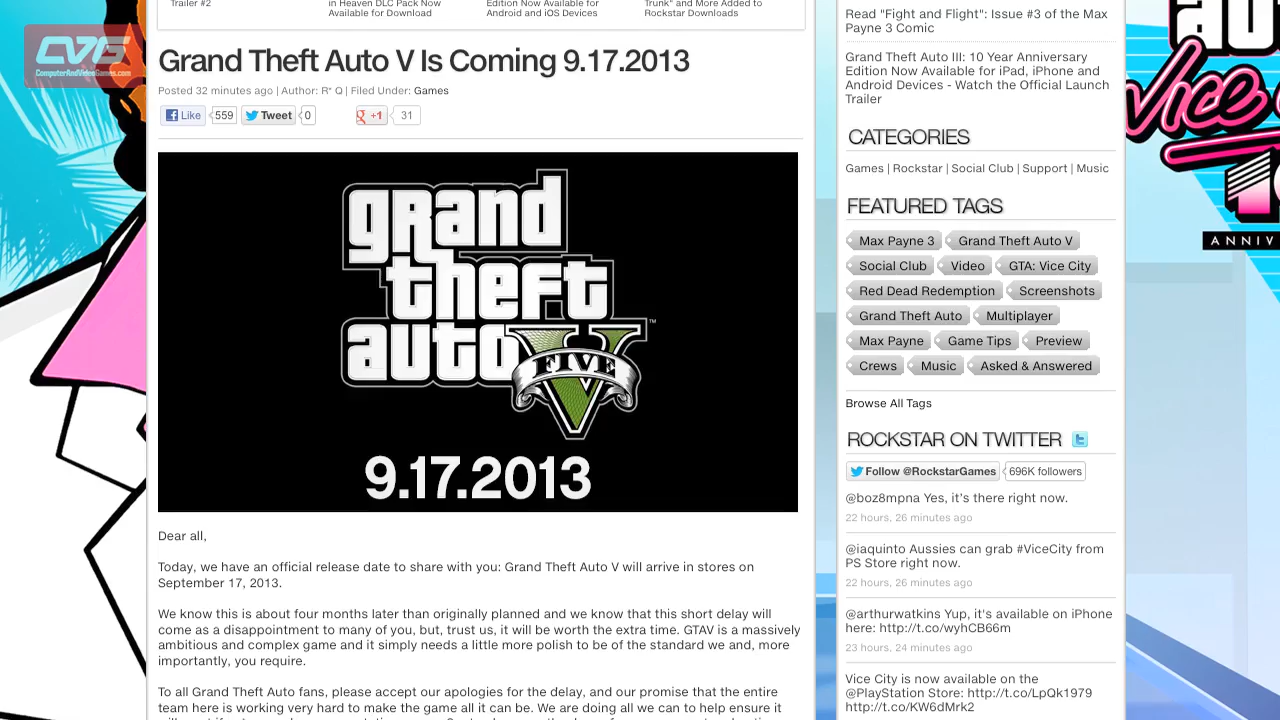 Trailer #2
in Heaven DLC Pack Now
Available for Download
Edition Now Available for
Android and iOS Devices
Trunk" and More Added to
Rockstar Downloads
CVG
ComputerAndVideoGames.com
Grand Theft Auto V Is Coming 9.17.2013
Posted 32 minutes ago | Author: R* Q | Filed Under: Games
Like 559 Tweet 0 g +1 31
grand
theft
auto V
FIVE
™
9.17.2013
Dear all,
Today, we have an official release date to share with you: Grand Theft Auto V will arrive in stores on
September 17, 2013.
We know this is about four months later than originally planned and we know that this short delay will
come as a disappointment to many of you, but, trust us, it will be worth the extra time. GTAV is a massively
ambitious and complex game and it simply needs a little more polish to be of the standard we and, more
importantly, you require.
To all Grand Theft Auto fans, please accept our apologies for the delay, and our promise that the entire
team here is working very hard to make the game all it can be. We are doing all we can to help ensure it
Read "Fight and Flight": Issue #3 of the Max
Payne 3 Comic
Grand Theft Auto III: 10 Year Anniversary
Edition Now Available for iPad, iPhone and
Android Devices - Watch the Official Launch
Trailer
CATEGORIES
Games | Rockstar | Social Club | Support | Music
FEATURED TAGS
Max Payne 3 Grand Theft Auto V
Social Club Video GTA: Vice City
Red Dead Redemption Screenshots
Grand Theft Auto Multiplayer
Max Payne Game Tips Preview
Crews Music Asked & Answered
Browse All Tags
ROCKSTAR ON TWITTER t
Follow @RockstarGames 696K followers
@boz8mpna Yes, it's there right now.
22 hours, 26 minutes ago
@iaquinto Aussies can grab #ViceCity from
PS Store right now.
22 hours, 26 minutes ago
@arthurwatkins Yup, it's available on iPhone
here: http://t.co/wyhCB66m
23 hours, 24 minutes ago
Vice City is now available on the
@PlayStation Store: http://t.co/LpQk1979
http://t.co/KW6dMrk2
Vice
ANNIV